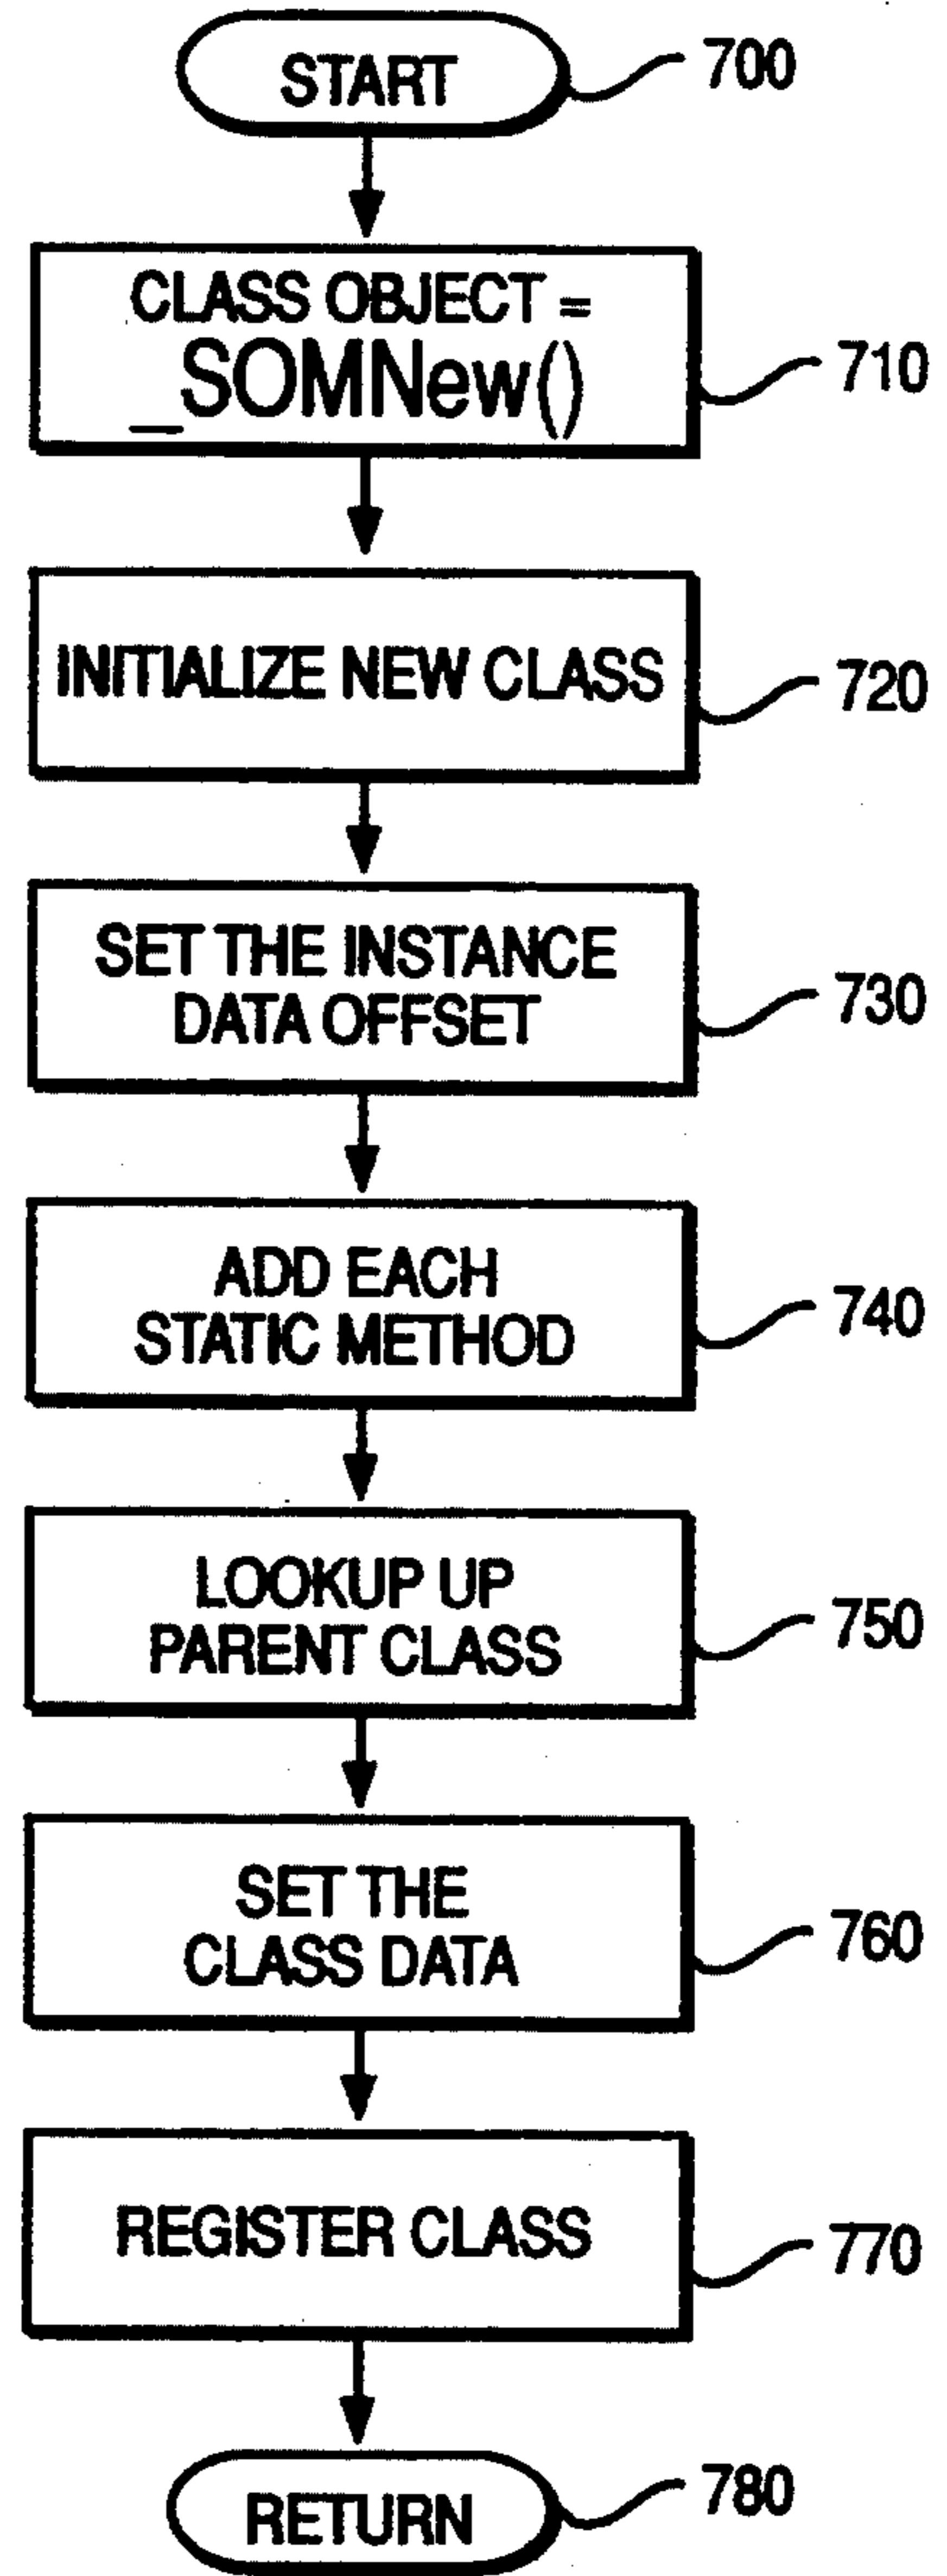 START
700
CLASS OBJECT =
_SOMNew()
710
INITIALIZE NEW CLASS
720
SET THE INSTANCE
DATA OFFSET
730
ADD EACH
STATIC METHOD
740
LOOKUP UP
PARENT CLASS
750
SET THE
CLASS DATA
760
REGISTER CLASS
770
RETURN
780